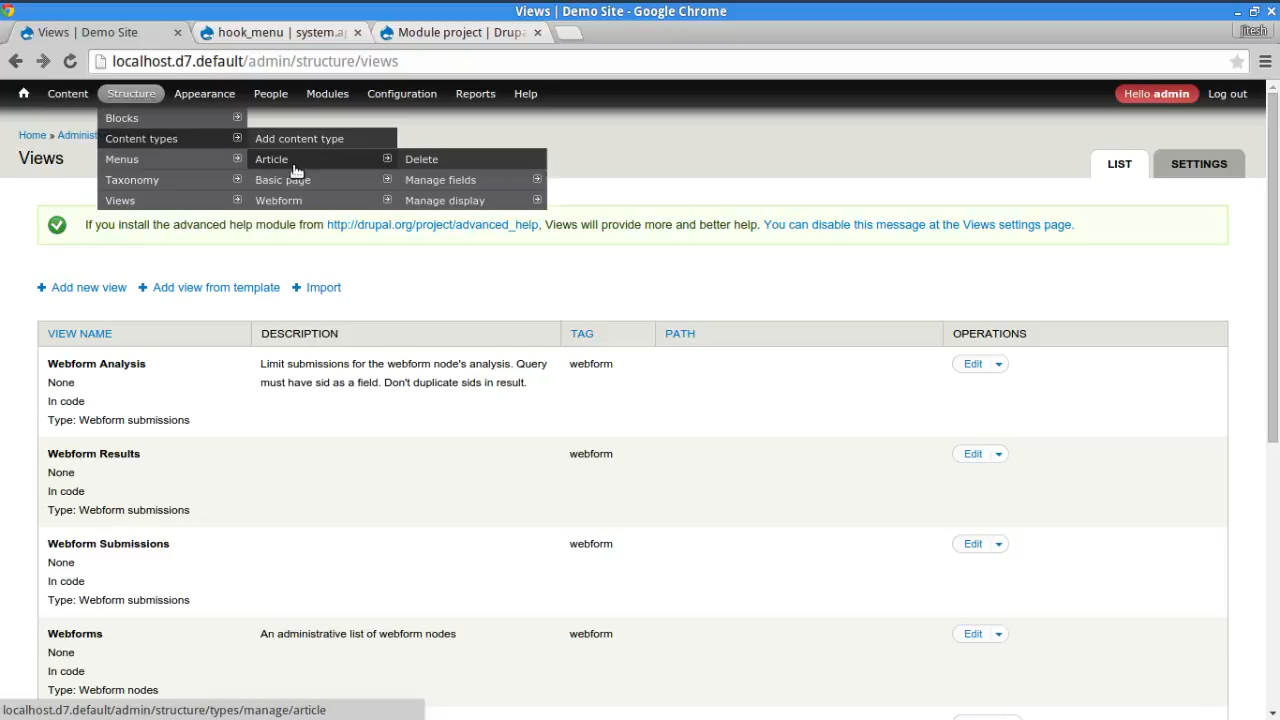 Views | Demo Site - Google Chrome
Views | Demo Site
hook_menu | system.a
Module project | Drup
jitesh
localhost.d7.default/admin/structure/views
Content Structure Appearance People Modules Configuration Reports Help Hello admin Log out
Blocks
Home » Administ Content types Add content type
Views Menus Article Delete LIST SETTINGS
Taxonomy Basic page Manage fields
Views Webform Manage display
If you install the advanced help module from http://drupal.org/project/advanced_help, Views will provide more and better help. You can disable this message at the Views settings page.
+ Add new view + Add view from template + Import
VIEW NAME DESCRIPTION TAG PATH OPERATIONS
Webform Analysis Limit submissions for the webform node's analysis. Query webform Edit
None must have sid as a field. Don't duplicate sids in result.
In code
Type: Webform submissions
Webform Results webform Edit
None
In code
Type: Webform submissions
Webform Submissions webform Edit
None
In code
Type: Webform submissions
Webforms An administrative list of webform nodes webform Edit
None
In code
Type: Webform nodes
localhost.d7.default/admin/structure/types/manage/article